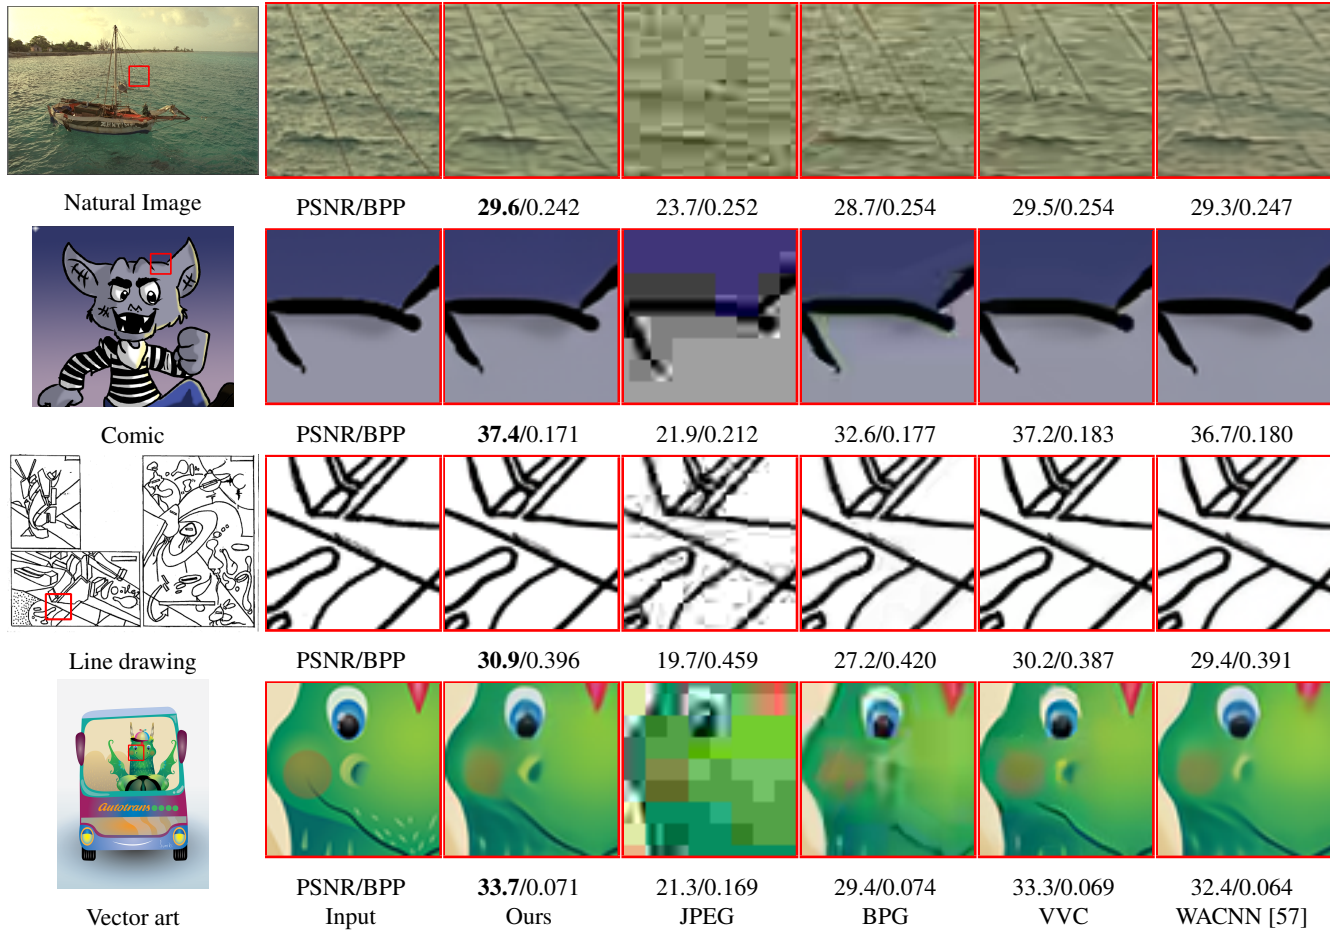 Natural Image PSNR/BPP 29.6/0.242 23.7/0.252 28.7/0.254 29.5/0.254 29.3/0.247
Comic PSNR/BPP 37.4/0.171 21.9/0.212 32.6/0.177 37.2/0.183 36.7/0.180
Line drawing PSNR/BPP 30.9/0.396 19.7/0.459 27.2/0.420 30.2/0.387 29.4/0.391
Autotrans
PSNR/BPP 33.7/0.071 21.3/0.169 29.4/0.074 33.3/0.069 32.4/0.064
Vector art Input Ours JPEG BPG VVC WACNN [57]